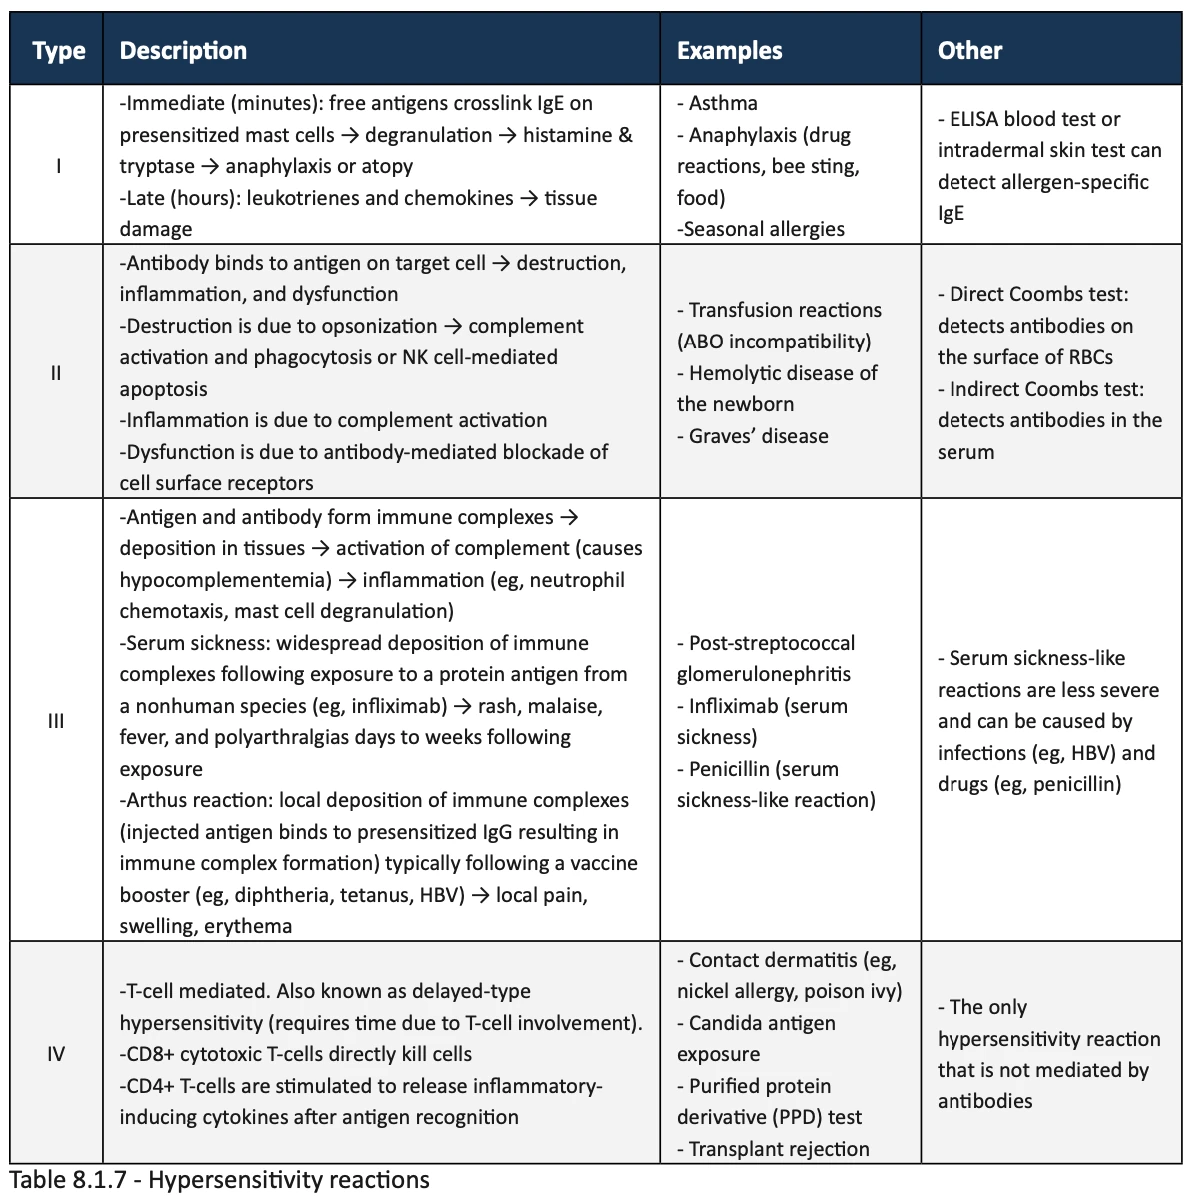 Type Description Examples Other
I
-Immediate (minutes): free antigens crosslink IgE on
presensitized mast cells → degranulation → histamine &
tryptase → anaphylaxis or atopy
-Late (hours): leukotrienes and chemokines → tissue
damage
- Asthma
- Anaphylaxis (drug
reactions, bee sting,
food)
-Seasonal allergies
- ELISA blood test or
intradermal skin test can
detect allergen-specific
IgE
II
-Antibody binds to antigen on target cell → destruction,
inflammation, and dysfunction
-Destruction is due to opsonization → complement
activation and phagocytosis or NK cell-mediated
apoptosis
-Inflammation is due to complement activation
-Dysfunction is due to antibody-mediated blockade of
cell surface receptors
- Transfusion reactions
(ABO incompatibility)
- Hemolytic disease of
the newborn
- Graves’ disease
- Direct Coombs test:
detects antibodies on
the surface of RBCs
- Indirect Coombs test:
detects antibodies in the
serum
III
-Antigen and antibody form immune complexes →
deposition in tissues → activation of complement (causes
hypocomplementemia) → inflammation (eg, neutrophil
chemotaxis, mast cell degranulation)
-Serum sickness: widespread deposition of immune
complexes following exposure to a protein antigen from
a nonhuman species (eg, infliximab) → rash, malaise,
fever, and polyarthralgias days to weeks following
exposure
-Arthus reaction: local deposition of immune complexes
(injected antigen binds to presensitized IgG resulting in
immune complex formation) typically following a vaccine
booster (eg, diphtheria, tetanus, HBV) → local pain,
swelling, erythema
- Post-streptococcal
glomerulonephritis
- Infliximab (serum
sickness)
- Penicillin (serum
sickness-like reaction)
- Serum sickness-like
reactions are less severe
and can be caused by
infections (eg, HBV) and
drugs (eg, penicillin)
IV
-T-cell mediated. Also known as delayed-type
hypersensitivity (requires time due to T-cell involvement).
-CD8+ cytotoxic T-cells directly kill cells
-CD4+ T-cells are stimulated to release inflammatory-
inducing cytokines after antigen recognition
- Contact dermatitis (eg,
nickel allergy, poison ivy)
- Candida antigen
exposure
- Purified protein
derivative (PPD) test
- Transplant rejection
- The only
hypersensitivity reaction
that is not mediated by
antibodies
Table 8.1.7 - Hypersensitivity reactions